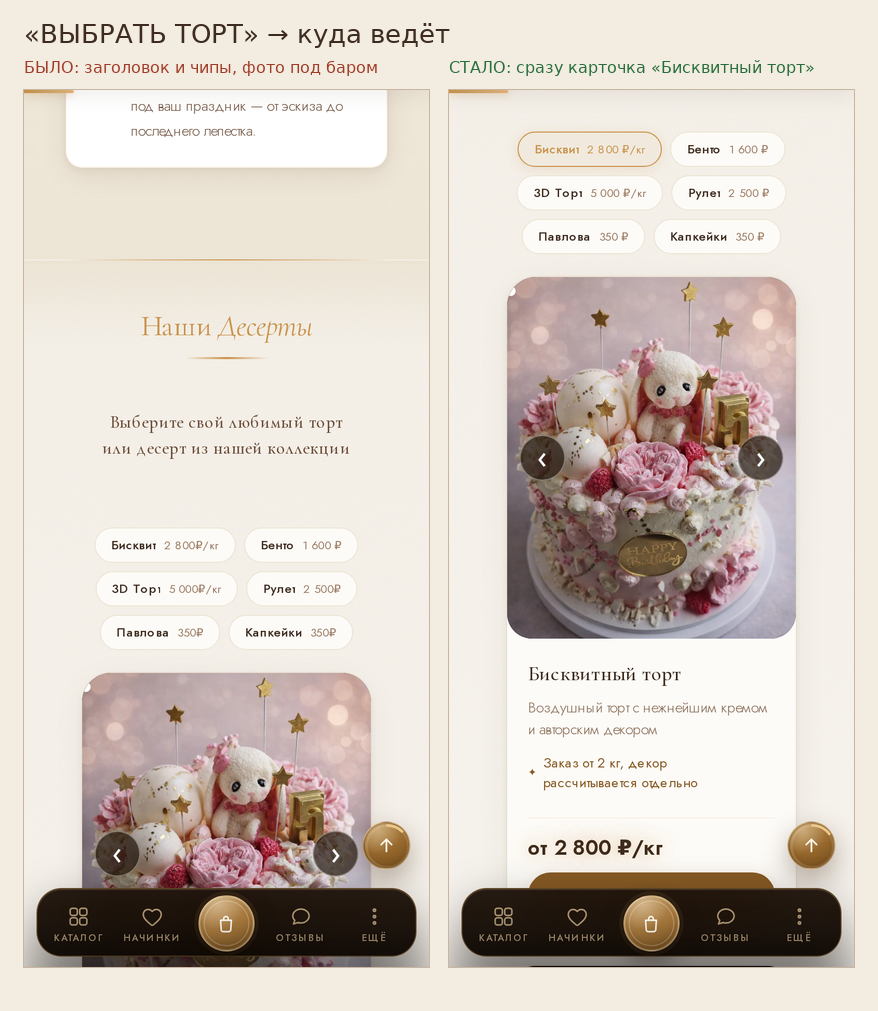 «ВЫБРАТЬ ТОРТ» → куда ведёт
БЫЛО: заголовок и чипы, фото под баром
под ваш праздник — от эскиза до
последнего лепестка.
Наши Десерты
Выберите свой любимый торт
или десерт из нашей коллекции
Бисквит 2 800₽/кг
Бенто 1 600 ₽
3D Торт 5 000₽/кг
Рулет 2 500₽
Павлова 350₽
Капкейки 350₽
КАТАЛОГ
НАЧИНКИ
ОТЗЫВЫ
ЕЩЁ
СТАЛО: сразу карточка «Бисквитный торт»
Бисквит 2 800 ₽/кг
Бенто 1 600 ₽
3D Торт 5 000 ₽/кг
Рулет 2 500 ₽
Павлова 350 ₽
Капкейки 350 ₽
5
HAPPY
Birthday
Бисквитный торт
Воздушный торт с нежнейшим кремом
и авторским декором
Заказ от 2 кг, декор
рассчитывается отдельно
от 2 800 ₽/кг
КАТАЛОГ
НАЧИНКИ
ОТЗЫВЫ
ЕЩЁ